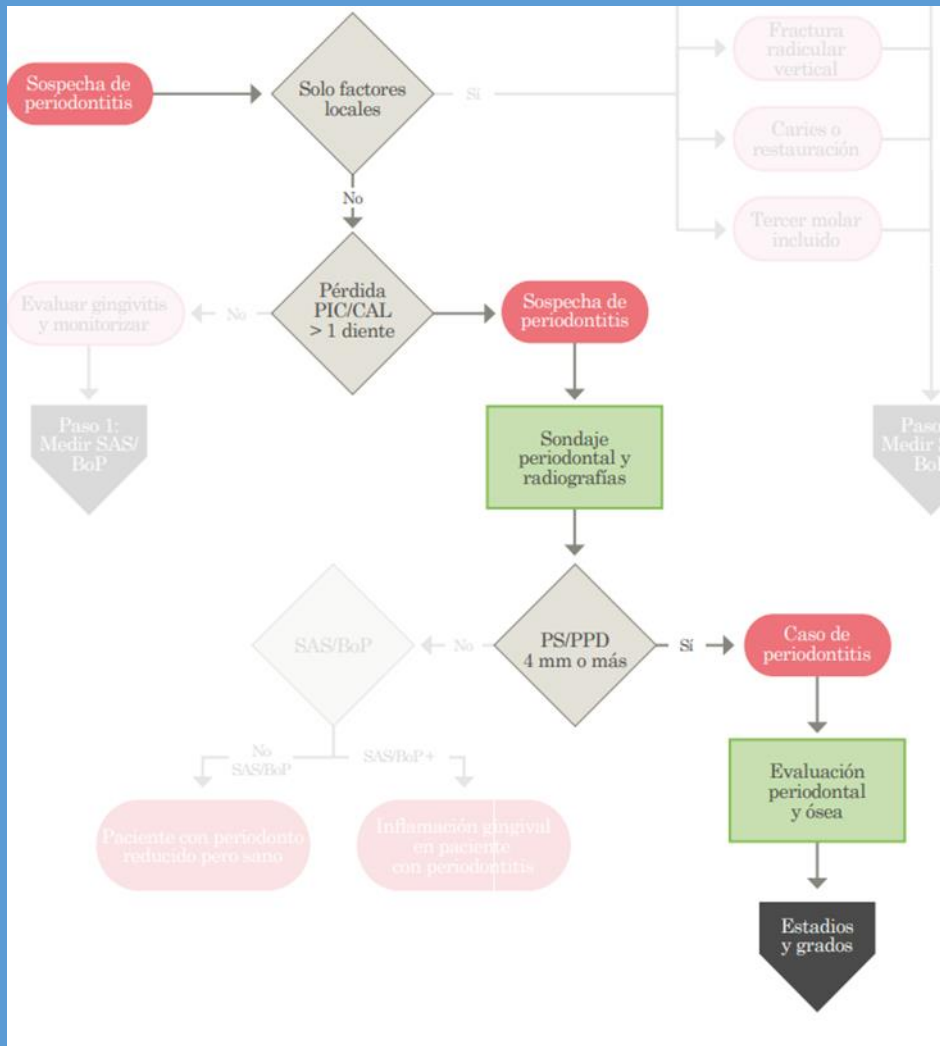 Fractura
radicular
vertical
Sospecha de
periodontitis
Solo factores
locales
Sí
Caries o
restauración
No
Tercer molar
incluido
Evaluar gingivitis
y monitorizar
No
Pérdida
PIC/CAL
> 1 diente
Sospecha de
periodontitis
Paso 1:
Medir SAS/
BoP
Sondaje
periodontal y
radiografías
Paso
Medir
SAS/BoP
No
PS/PPD
4 mm o más
Sí
Caso de
periodontitis
No
SAS/BoP
SAS/BoP +
Evaluación
periodontal
y ósea
Paciente con periodonto
reducido pero sano
Inflamación gingival
en paciente
con periodontitis
Estadios
y grados